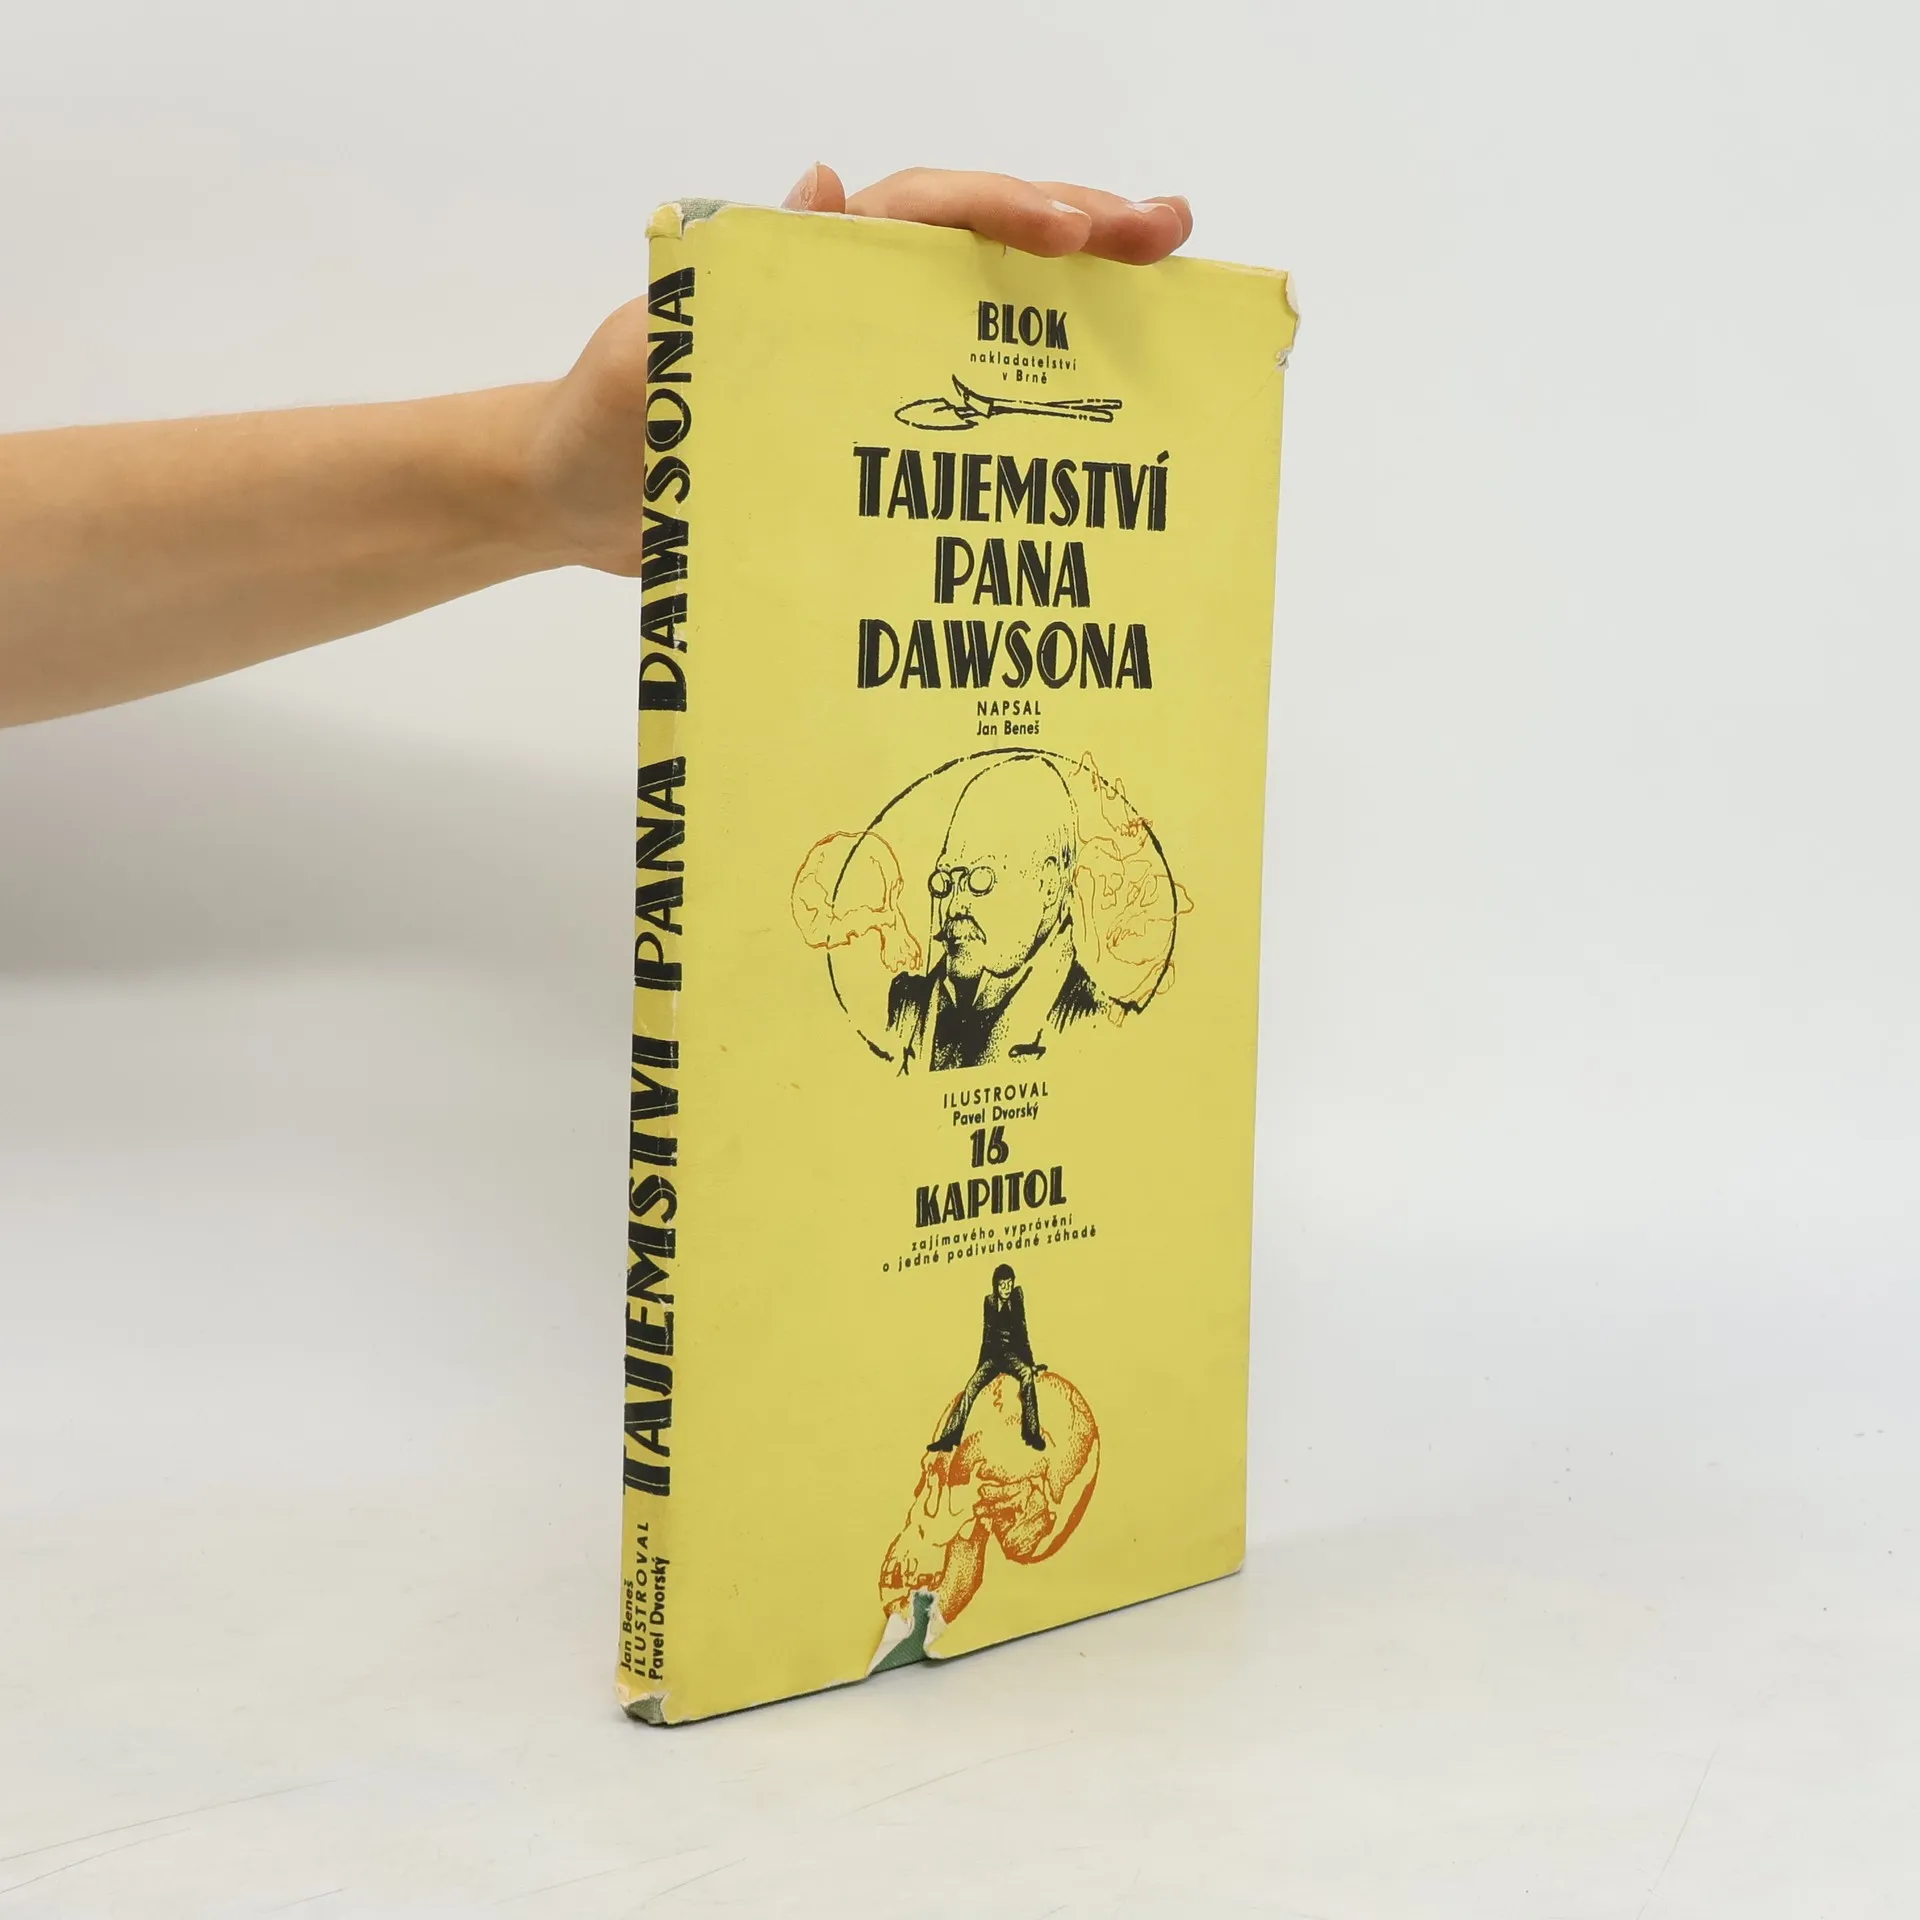 BLOK
nakladatelství
v Brně
TAJEMSTVÍ
PANA
DAWSONA
NAPSAL
Jan Beneš
ILUSTROVAL
Pavel Dvorský
16
KAPITOL
zajímavého vyprávění
o jedné podivuhodné záhadě
TAJEMSTVÍ PANA DAWSONA
Jan Beneš
ILUSTROVAL
Pavel Dvorský